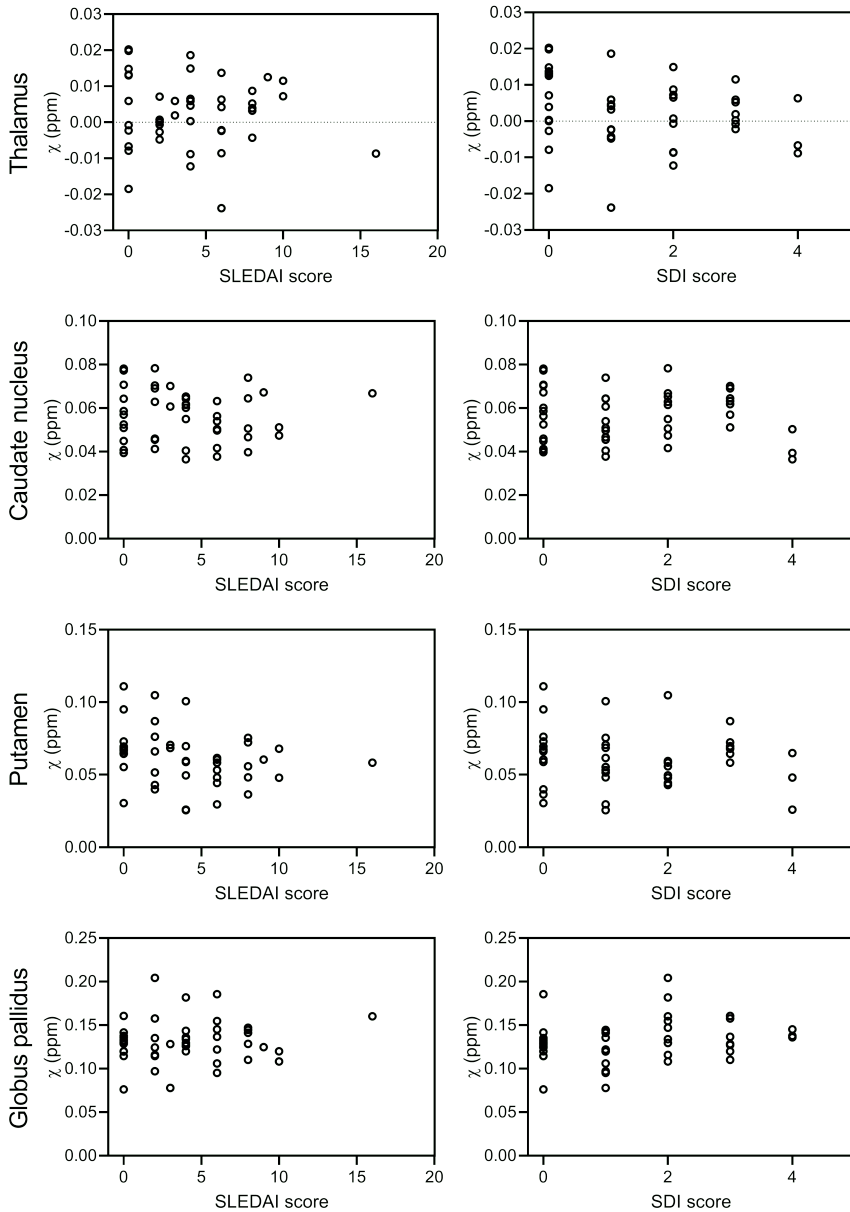 Thalamus
χ (ppm)
0.03
0.02
0.01
0.00
-0.01
-0.02
-0.03
0 5 10 15 20
SLEDAI score
χ (ppm)
0.03
0.02
0.01
0.00
-0.01
-0.02
-0.03
0 2 4
SDI score
Caudate nucleus
χ (ppm)
0.10
0.08
0.06
0.04
0.02
0.00
0 5 10 15 20
SLEDAI score
χ (ppm)
0.10
0.08
0.06
0.04
0.02
0.00
0 2 4
SDI score
Putamen
χ (ppm)
0.15
0.10
0.05
0.00
0 5 10 15 20
SLEDAI score
χ (ppm)
0.15
0.10
0.05
0.00
0 2 4
SDI score
Globus pallidus
χ (ppm)
0.25
0.20
0.15
0.10
0.05
0.00
0 5 10 15 20
SLEDAI score
χ (ppm)
0.25
0.20
0.15
0.10
0.05
0.00
0 2 4
SDI score